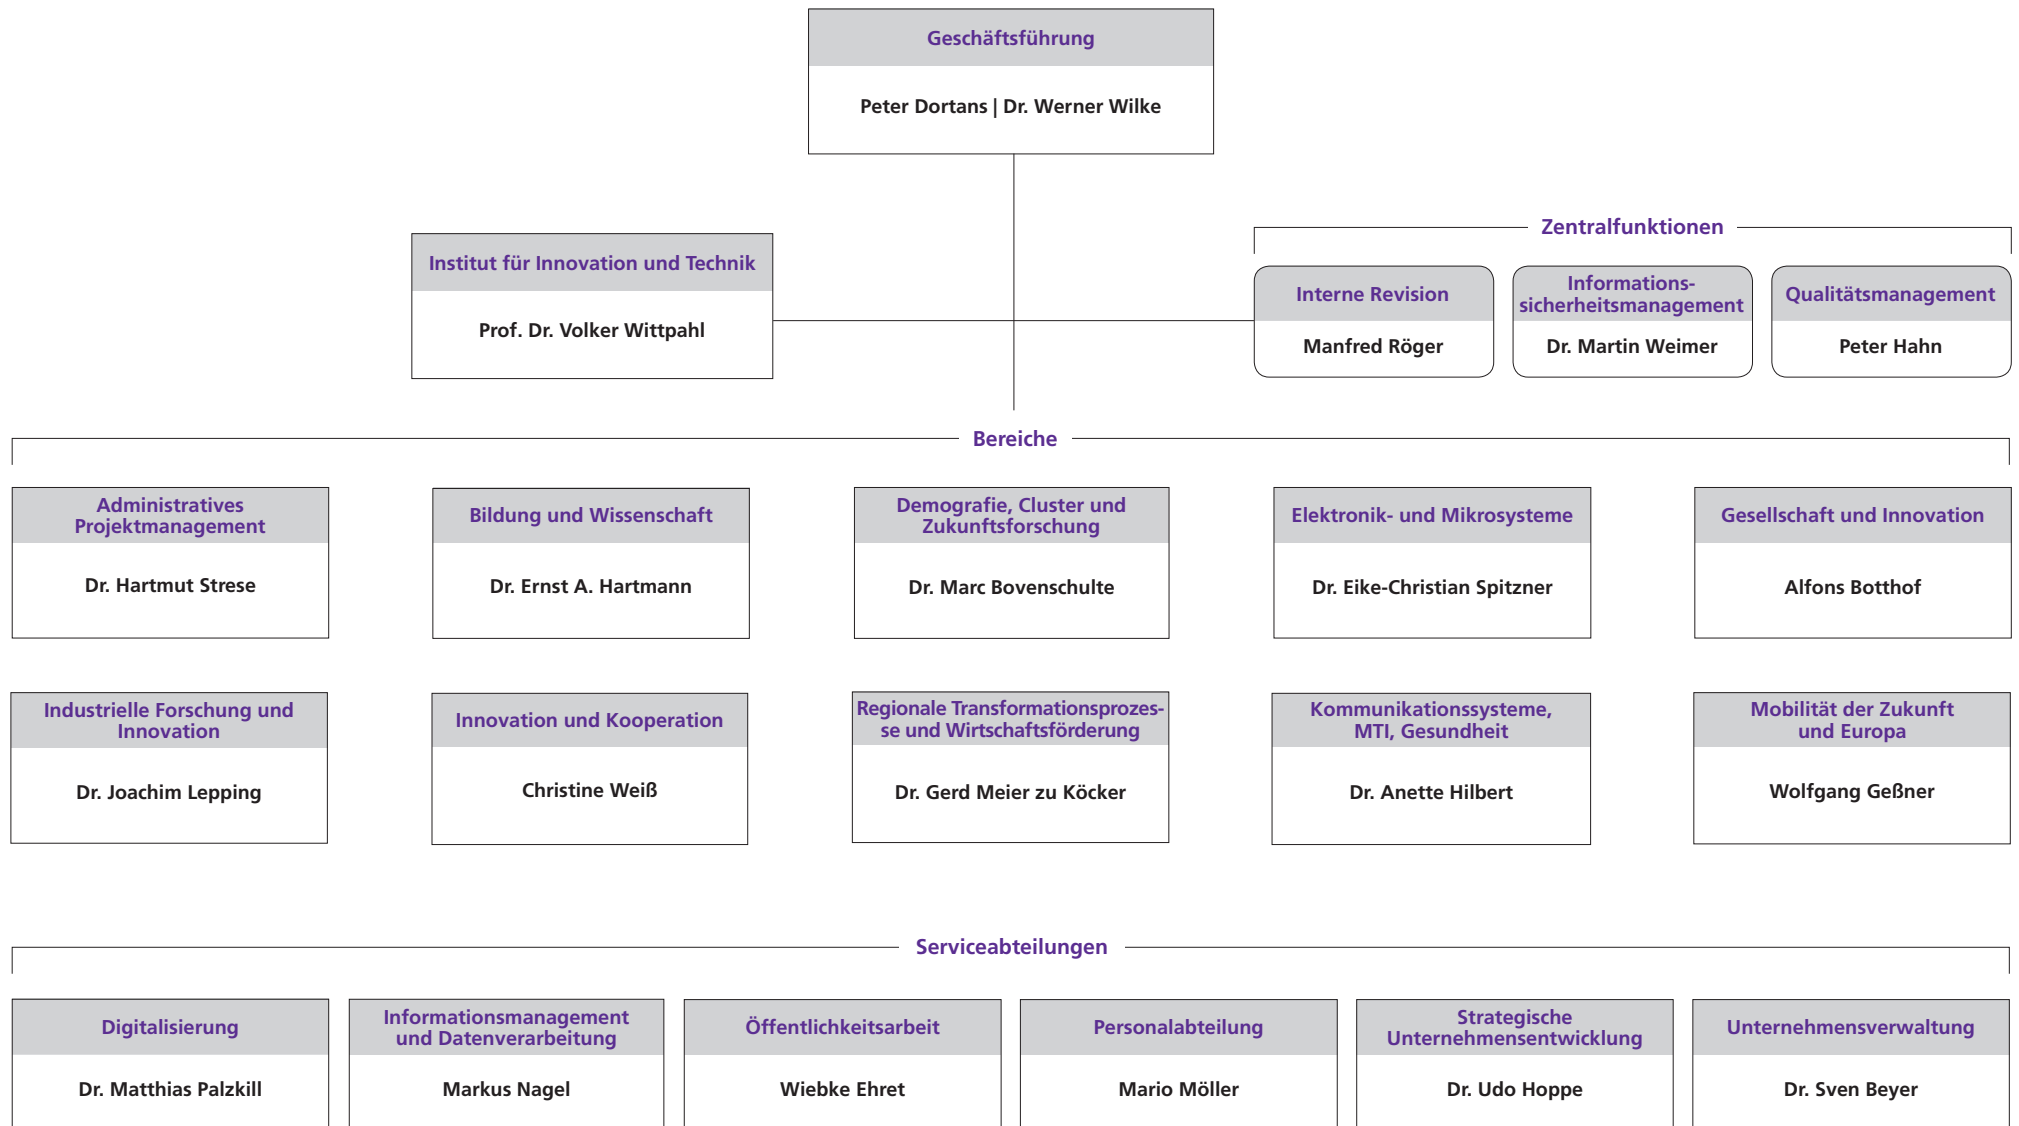 Geschäftsführung
Peter Dortans | Dr. Werner Wilke
Zentralfunktionen
Institut für Innovation und Technik
Prof. Dr. Volker Wittpahl
Interne Revision
Manfred Röger
Informations-
sicherheitsmanagement
Dr. Martin Weimer
Qualitätsmanagement
Peter Hahn
Bereiche
Administratives
Projektmanagement
Dr. Hartmut Strese
Bildung und Wissenschaft
Dr. Ernst A. Hartmann
Demografie, Cluster und
Zukunftsforschung
Dr. Marc Bovenschulte
Elektronik- und Mikrosysteme
Dr. Eike-Christian Spitzner
Gesellschaft und Innovation
Alfons Botthof
Industrielle Forschung und
Innovation
Dr. Joachim Lepping
Innovation und Kooperation
Christine Weiß
Regionale Transformationsprozes-
se und Wirtschaftsförderung
Dr. Gerd Meier zu Köcker
Kommunikationssysteme,
MTI, Gesundheit
Dr. Anette Hilbert
Mobilität der Zukunft
und Europa
Wolfgang Geßner
Serviceabteilungen
Digitalisierung
Dr. Matthias Palzkill
Informationsmanagement
und Datenverarbeitung
Markus Nagel
Öffentlichkeitsarbeit
Wiebke Ehret
Personalabteilung
Mario Möller
Strategische
Unternehmensentwicklung
Dr. Udo Hoppe
Unternehmensverwaltung
Dr. Sven Beyer